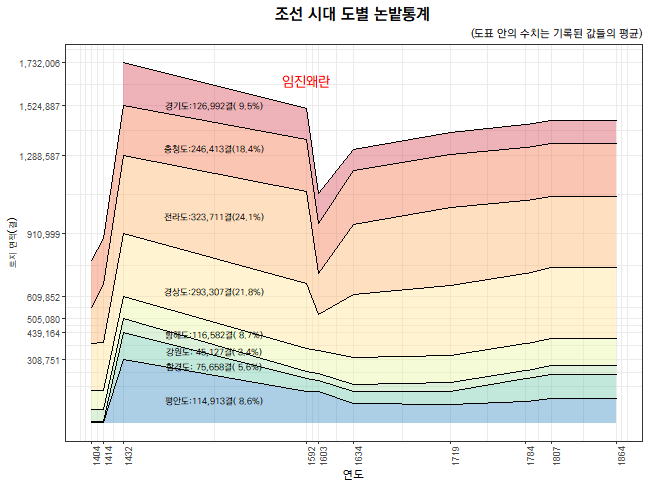 조선 시대 도별 논밭통계
(도표 안의 수치는 기록된 값들의 평균)
임진왜란
토지 면적(결)
1,732,006
1,524,887
1,288,587
910,999
609,852
505,080
439,164
308,751
경기도:126,992결( 9.5%)
충청도:246,413결(18.4%)
전라도:323,711결(24.1%)
경상도:293,307결(21.8%)
황해도:116,582결( 8.7%)
강원도: 45,127결( 3.4%)
함경도: 75,658결( 5.6%)
평안도:114,913결( 8.6%)
1404
1414
1432
1592
1603
1634
1719
1784
1807
1864
연도